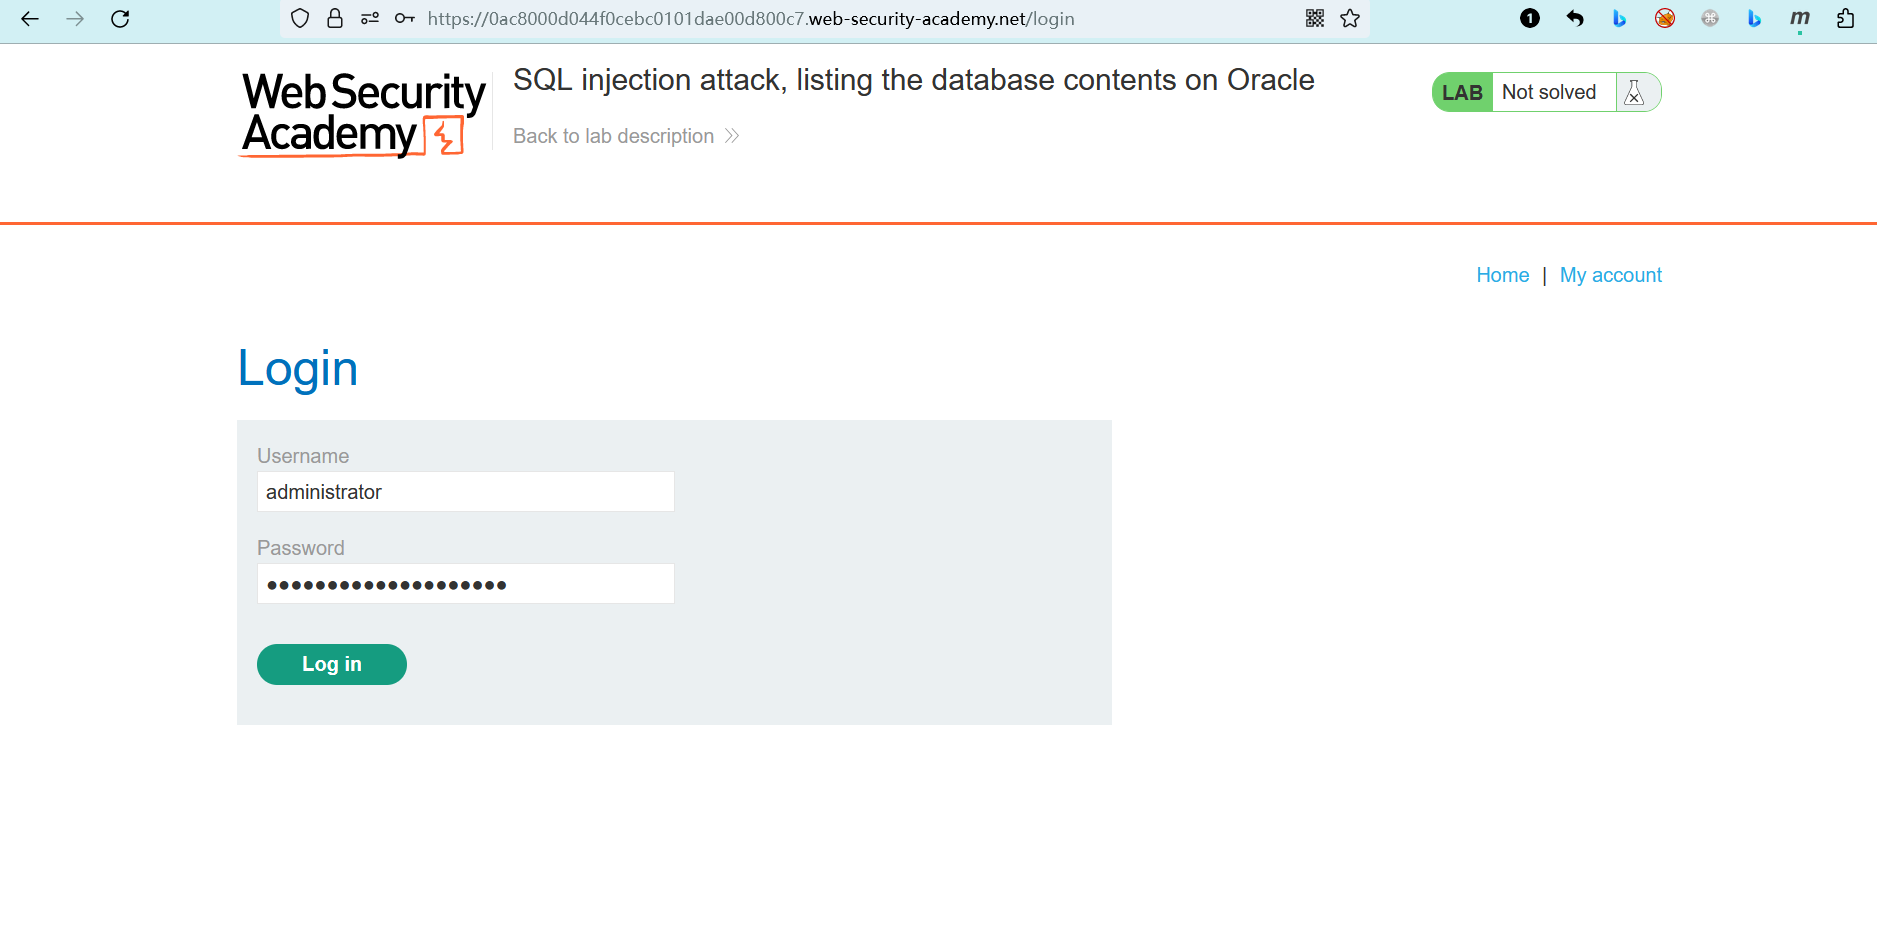 https://0ac8000d044f0cebc0101dae00d800c7.web-security-academy.net/login
1
m
Web Security
Academy
SQL injection attack, listing the database contents on Oracle
Back to lab description
LAB Not solved
Home | My account
Login
Username
administrator
Password
●●●●●●●●●●●●●●●●●●●●
Log in